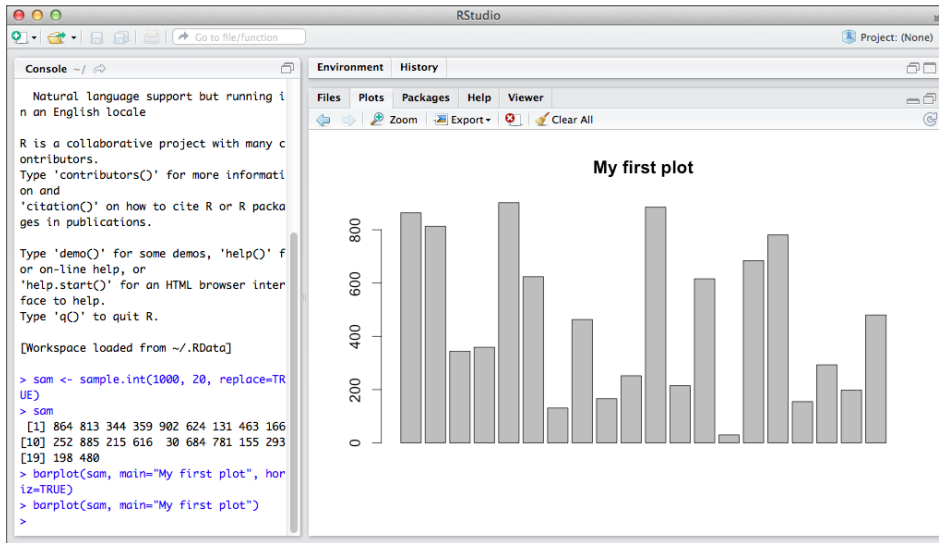 RStudio
Go to file/function
Project: (None)
Console ~/
Natural language support but running i
n an English locale
R is a collaborative project with many c
ontributors.
Type 'contributors()' for more informati
on and
'citation()' on how to cite R or R packa
ges in publications.
Type 'demo()' for some demos, 'help()' f
or on-line help, or
'help.start()' for an HTML browser inter
face to help.
Type 'q()' to quit R.
[Workspace loaded from ~/.RData]
> sam <- sample.int(1000, 20, replace=TR
UE)
> sam
[1] 864 813 344 359 902 624 131 463 166
[10] 252 885 215 616  30 684 781 155 293
[19] 198 480
> barplot(sam, main="My first plot", hor
iz=TRUE)
> barplot(sam, main="My first plot")
>
Environment History
Files Plots Packages Help Viewer
Zoom Export Clear All
My first plot
800
600
400
200
0